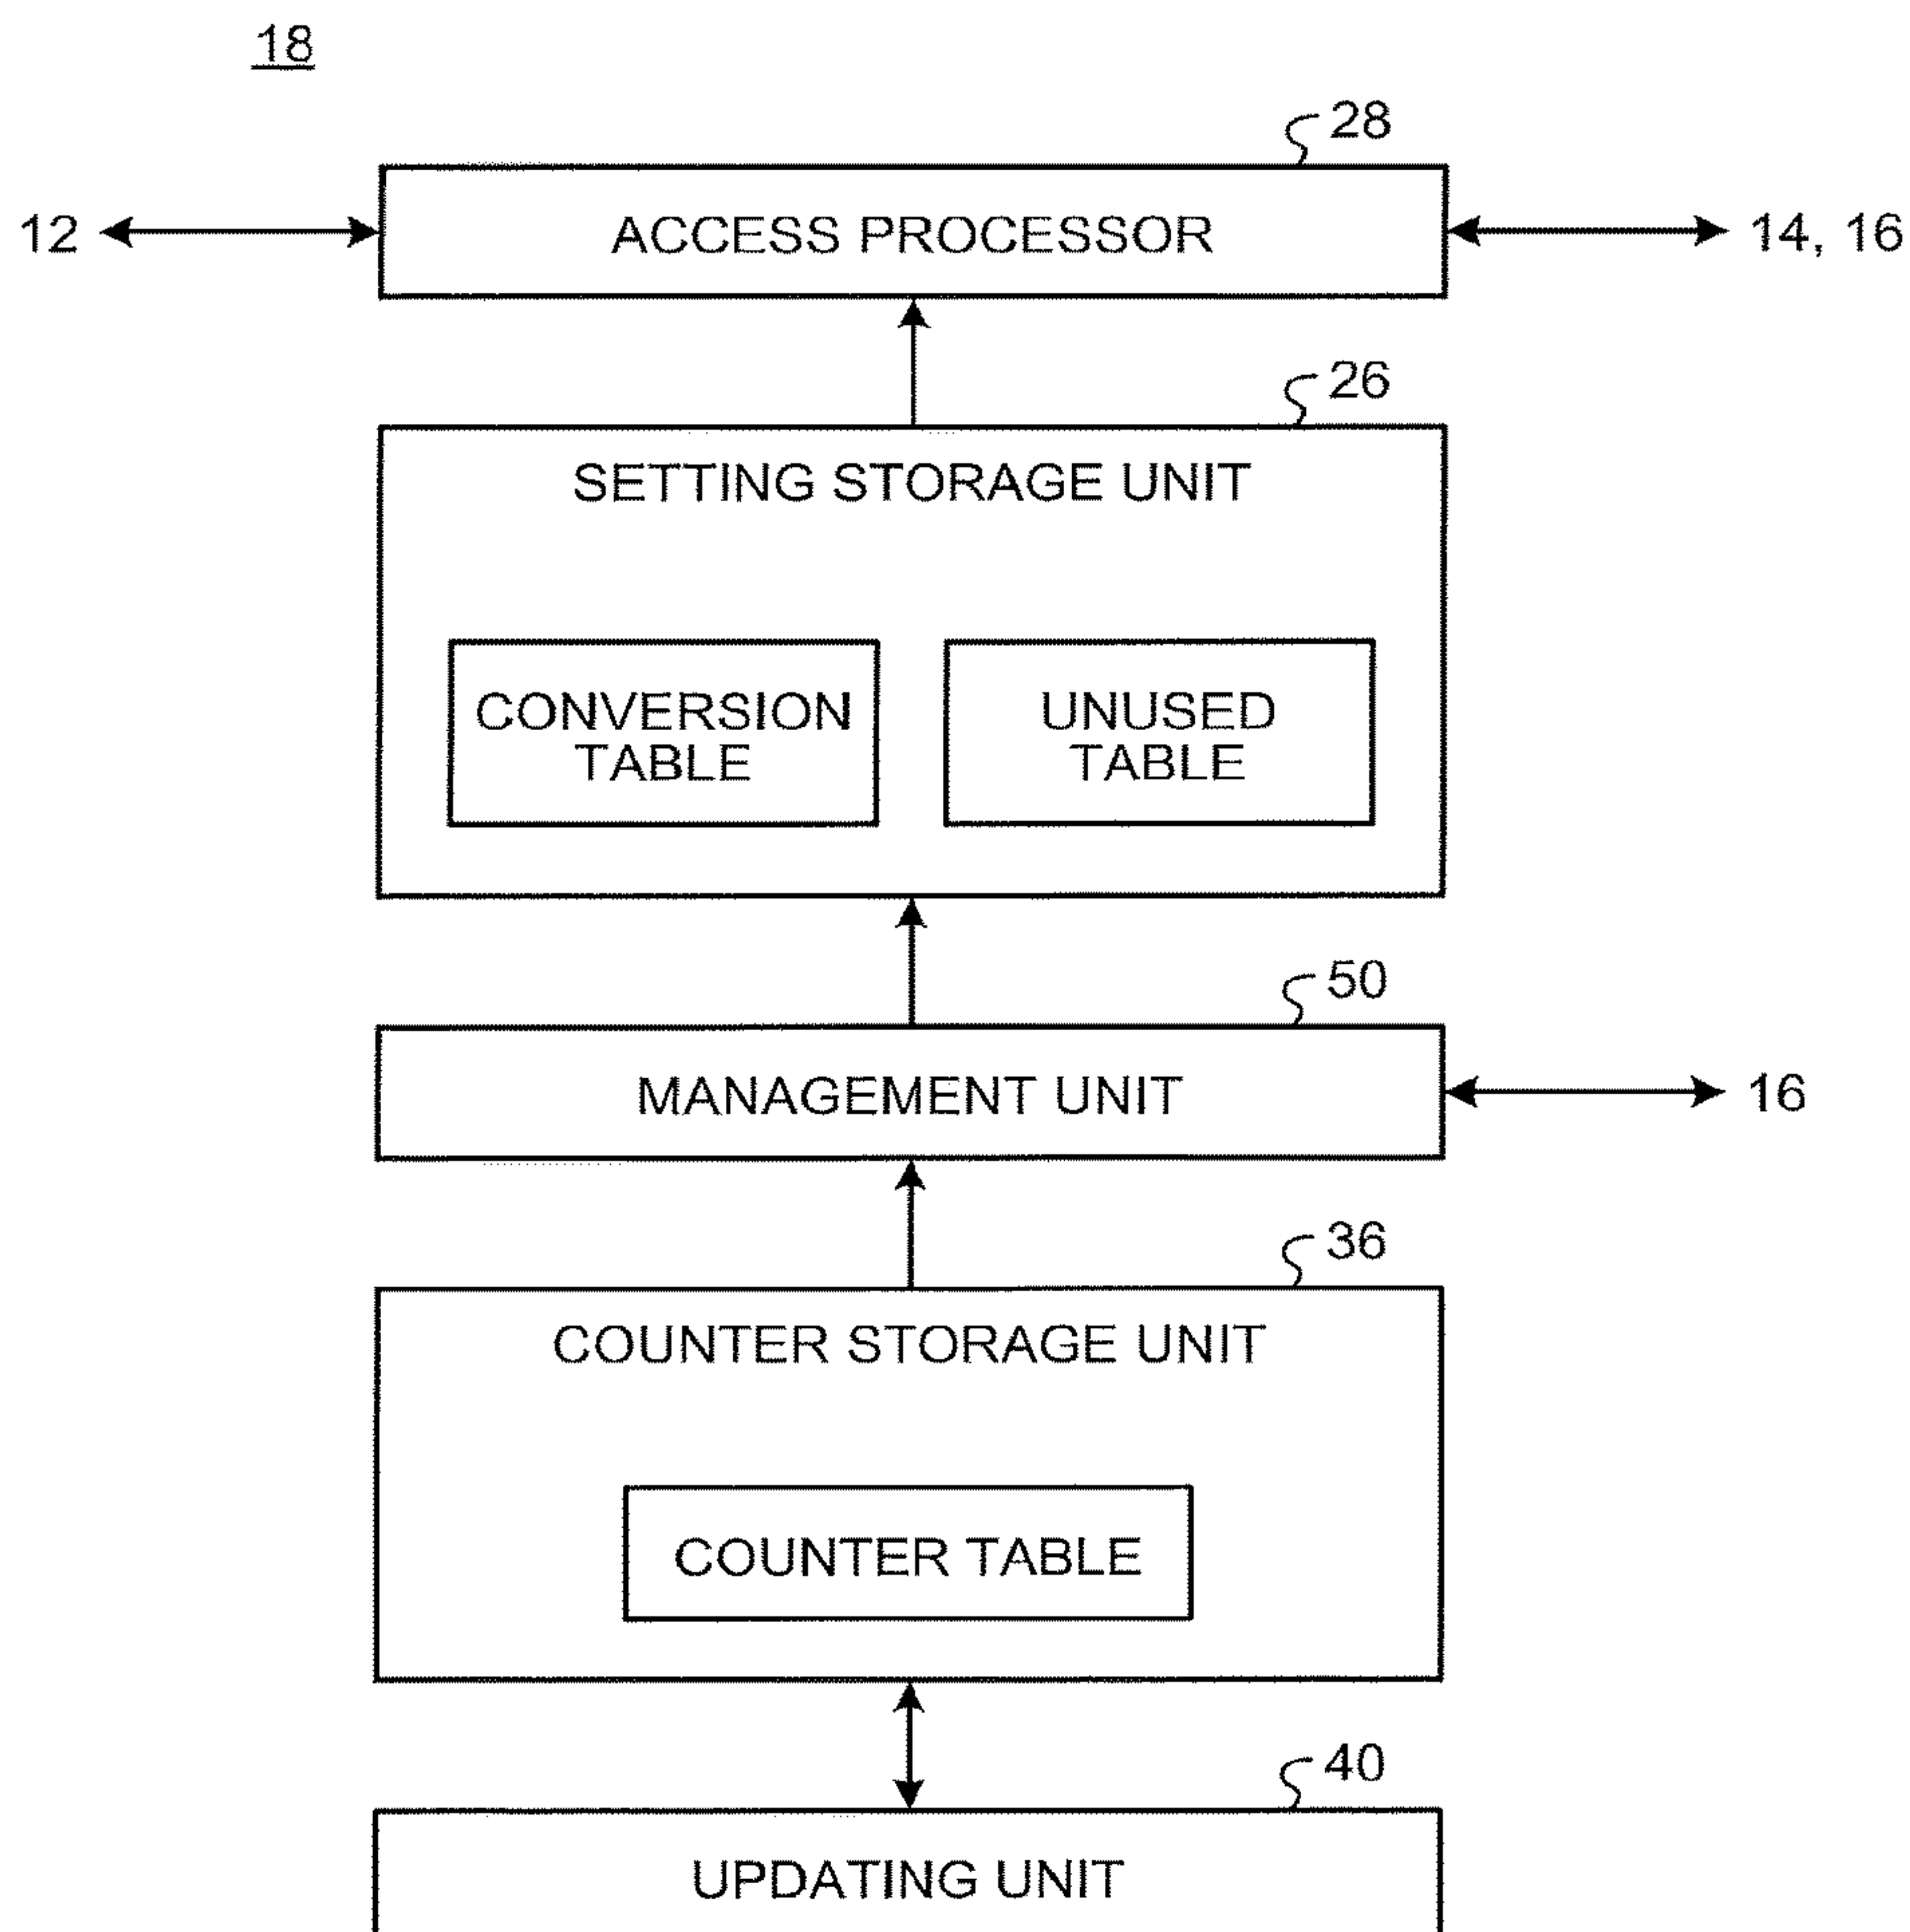 18
28
12
ACCESS PROCESSOR
14, 16
26
SETTING STORAGE UNIT
CONVERSION
TABLE
UNUSED
TABLE
50
MANAGEMENT UNIT
16
36
COUNTER STORAGE UNIT
COUNTER TABLE
40
UPDATING UNIT